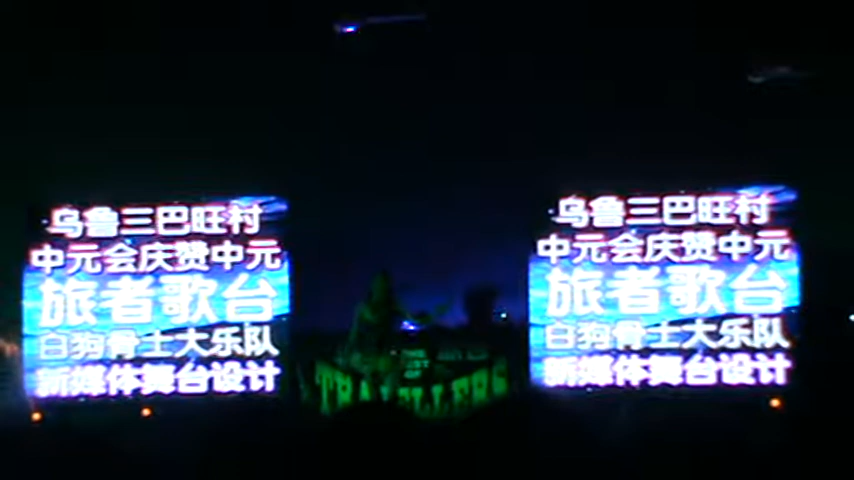 乌鲁三巴旺村
中元会庆赞中元
旅者歌台
白狗骨士大乐队
新媒体舞台设计
乌鲁三巴旺村
中元会庆赞中元
旅者歌台
白狗骨士大乐队
新媒体舞台设计
TRAVELLERS